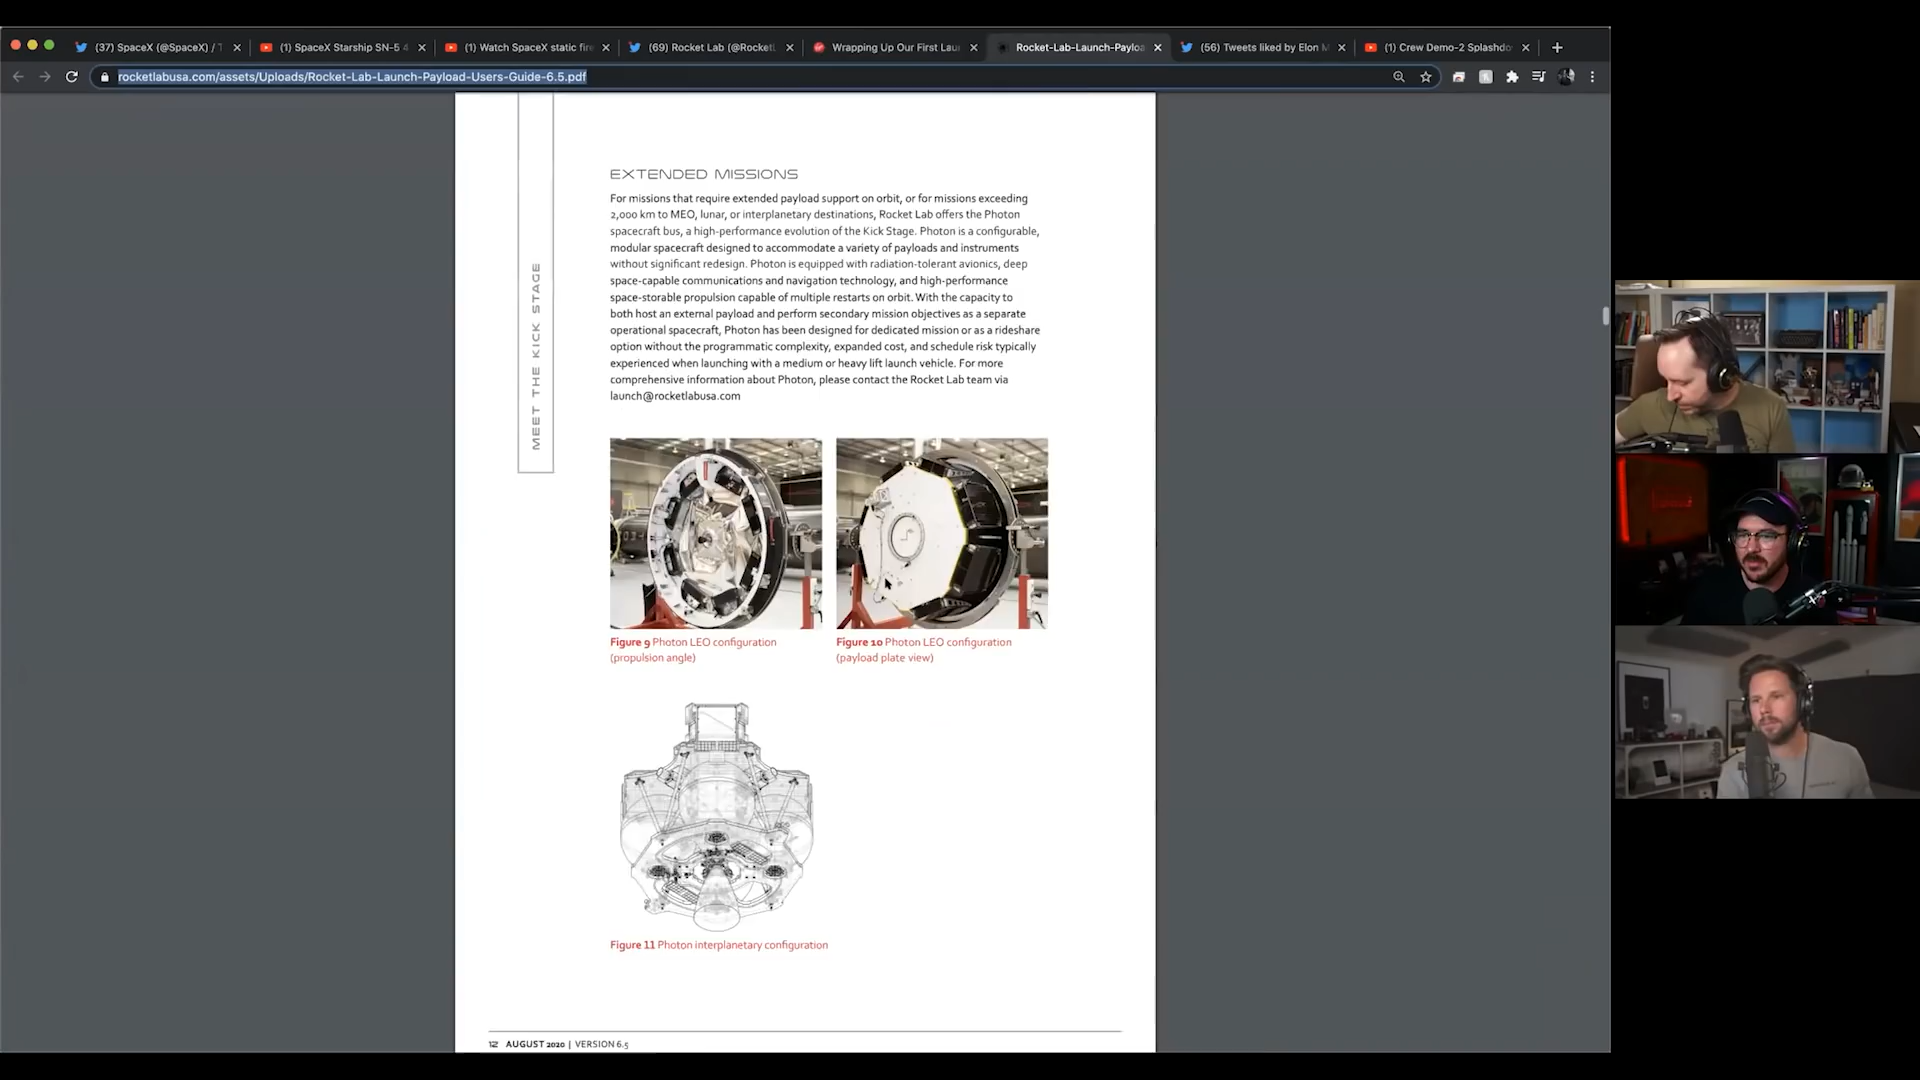 (37) SpaceX (@SpaceX) / T
(1) SpaceX Starship SN-5 4
(1) Watch SpaceX static fire
(69) Rocket Lab (@RocketL
Wrapping Up Our First Lau
Rocket-Lab-Launch-Payloa
(56) Tweets liked by Elon M
(1) Crew Demo-2 Splashdo
rocketlabusa.com/assets/Uploads/Rocket-Lab-Launch-Payload-Users-Guide-6.5.pdf
MEET THE KICK STAGE
EXTENDED MISSIONS
For missions that require extended payload support on orbit, or for missions exceeding
2,000 km to MEO, lunar, or interplanetary destinations, Rocket Lab offers the Photon
spacecraft bus, a high-performance evolution of the Kick Stage. Photon is a configurable,
modular spacecraft designed to accommodate a variety of payloads and instruments
without significant redesign. Photon is equipped with radiation-tolerant avionics, deep
space-capable communications and navigation technology, and high-performance
space-storable propulsion capable of multiple restarts on orbit. With the capacity to
both host an external payload and perform secondary mission objectives as a separate
operational spacecraft, Photon has been designed for dedicated mission or as a rideshare
option without the programmatic complexity, expanded cost, and schedule risk typically
experienced when launching with a medium or heavy lift launch vehicle. For more
comprehensive information about Photon, please contact the Rocket Lab team via
launch@rocketlabusa.com
Figure 9 Photon LEO configuration
(propulsion angle)
Figure 10 Photon LEO configuration
(payload plate view)
Figure 11 Photon interplanetary configuration
12 AUGUST 2020 | VERSION 6.5